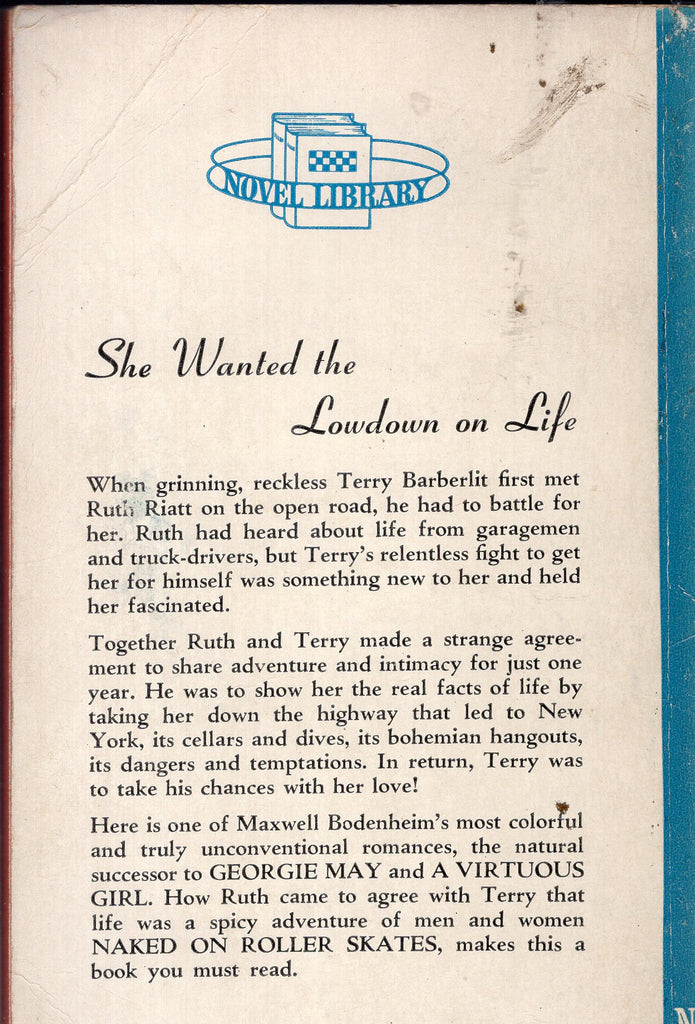 NOVEL LIBRARY
She Wanted the
Lowdown on Life
When grinning, reckless Terry Barberlit first met
Ruth Riatt on the open road, he had to battle for
her. Ruth had heard about life from garagemen
and truck-drivers, but Terry's relentless fight to get
her for himself was something new to her and held
her fascinated.
Together Ruth and Terry made a strange agree-
ment to share adventure and intimacy for just one
year. He was to show her the real facts of life by
taking her down the highway that led to New
York, its cellars and dives, its bohemian hangouts,
its dangers and temptations. In return, Terry was
to take his chances with her love!
Here is one of Maxwell Bodenheim's most colorful
and truly unconventional romances, the natural
successor to GEORGIE MAY and A VIRTUOUS
GIRL. How Ruth came to agree with Terry that
life was a spicy adventure of men and women
NAKED ON ROLLER SKATES, makes this a
book you must read.